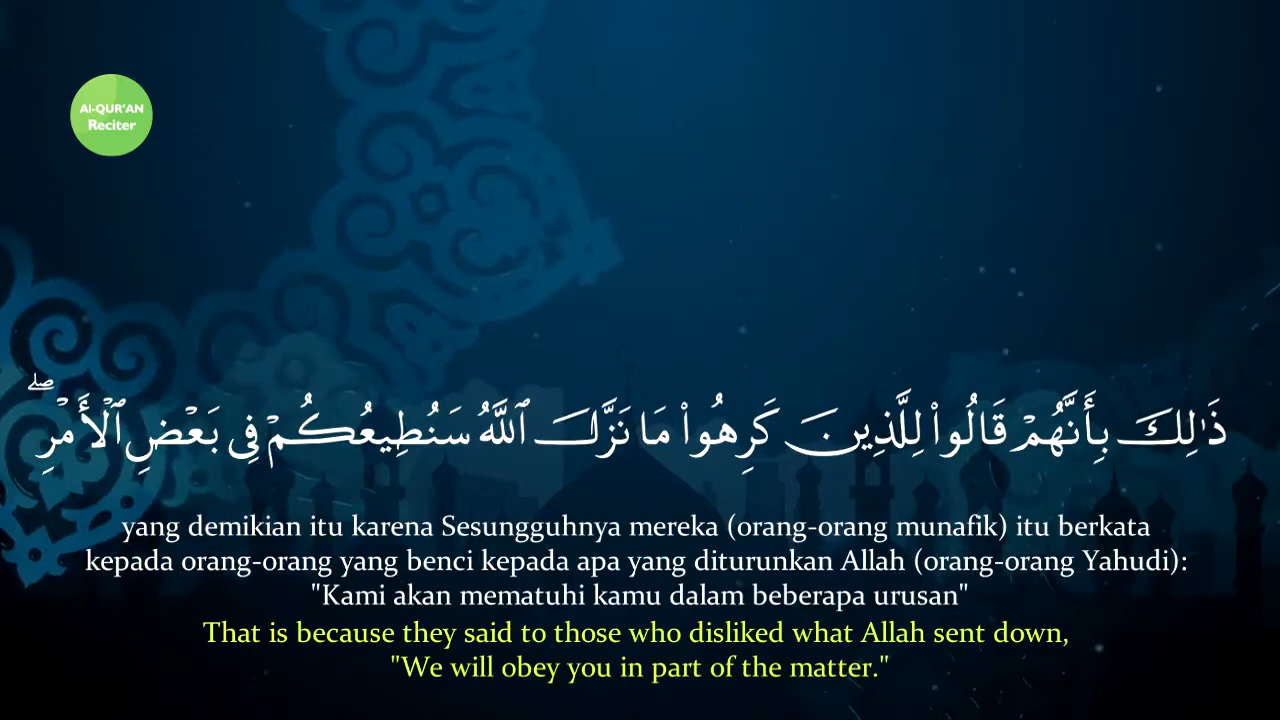 Al-QUR'AN
Reciter
ذَٰلِكَ بِأَنَّهُمْ قَالُوا۟ لِلَّذِينَ كَرِهُوا۟ مَا نَزَّلَ ٱللَّهُ سَنُطِيعُكُمْ فِى بَعْضِ ٱلْأَمْرِ ۖ
yang demikian itu karena Sesungguhnya mereka (orang-orang munafik) itu berkata
kepada orang-orang yang benci kepada apa yang diturunkan Allah (orang-orang Yahudi):
"Kami akan mematuhi kamu dalam beberapa urusan"
That is because they said to those who disliked what Allah sent down,
"We will obey you in part of the matter."